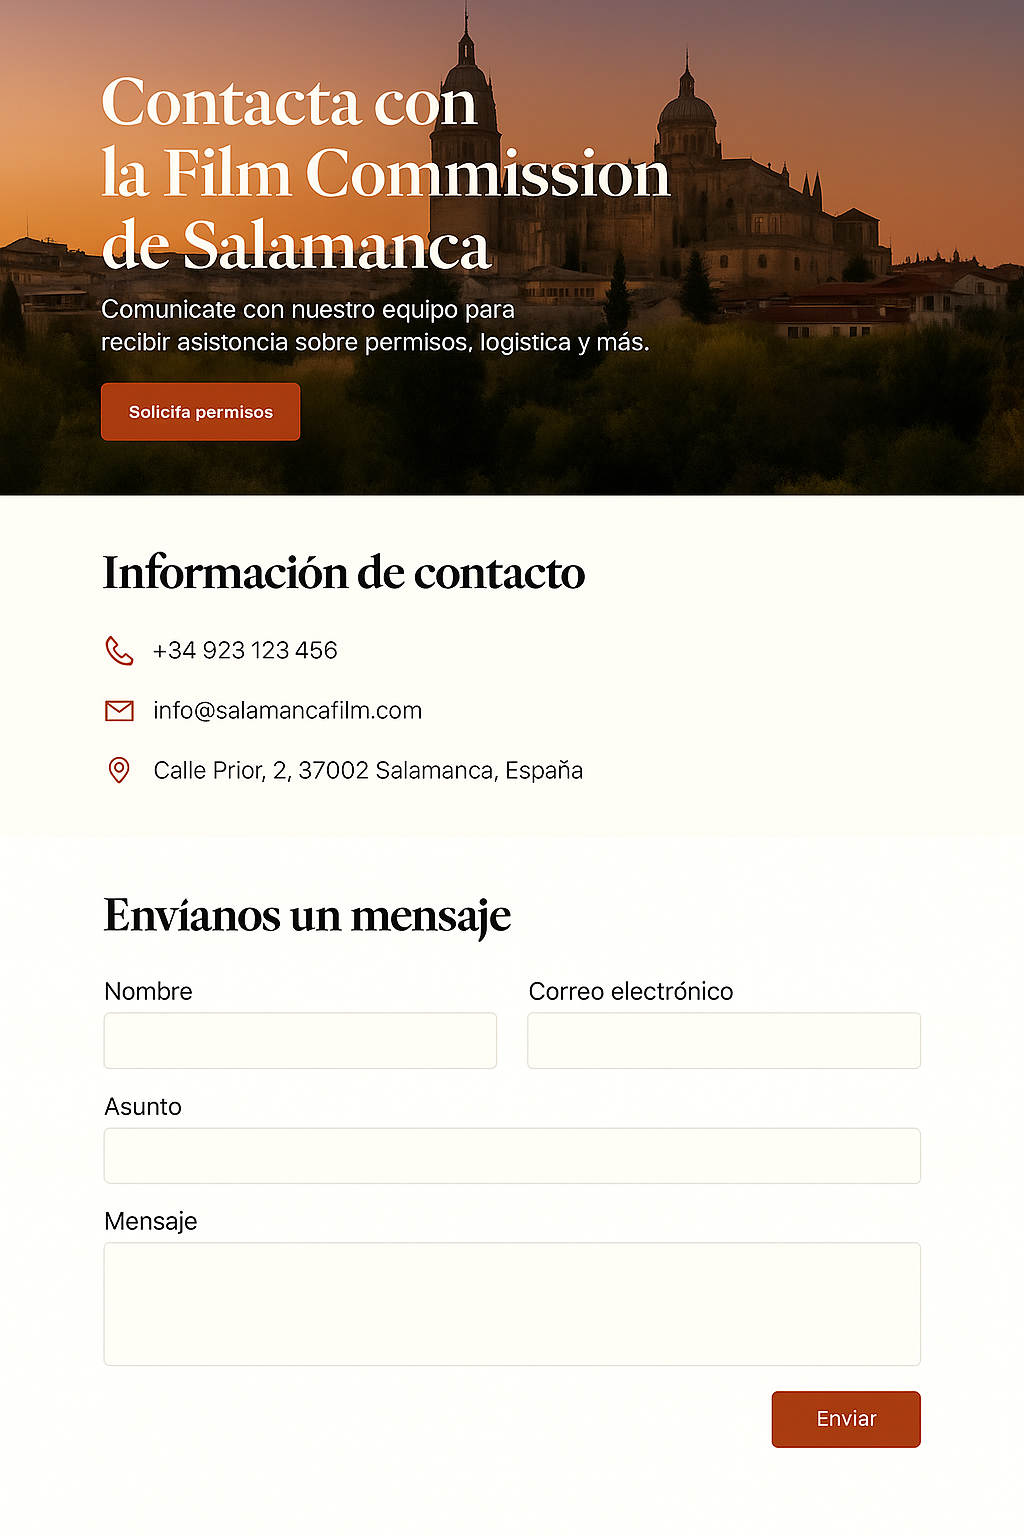 Contacta con
la Film Commission
de Salamanca
Comunicate con nuestro equipo para
recibir asistoncia sobre permisos, logistica y más.
Solicifa permisos
Información de contacto
+34 923 123 456
info@salamancafilm.com
Calle Prior, 2, 37002 Salamanca, España
Envíanos un mensaje
Nombre
Correo electrónico
Asunto
Mensaje
Enviar